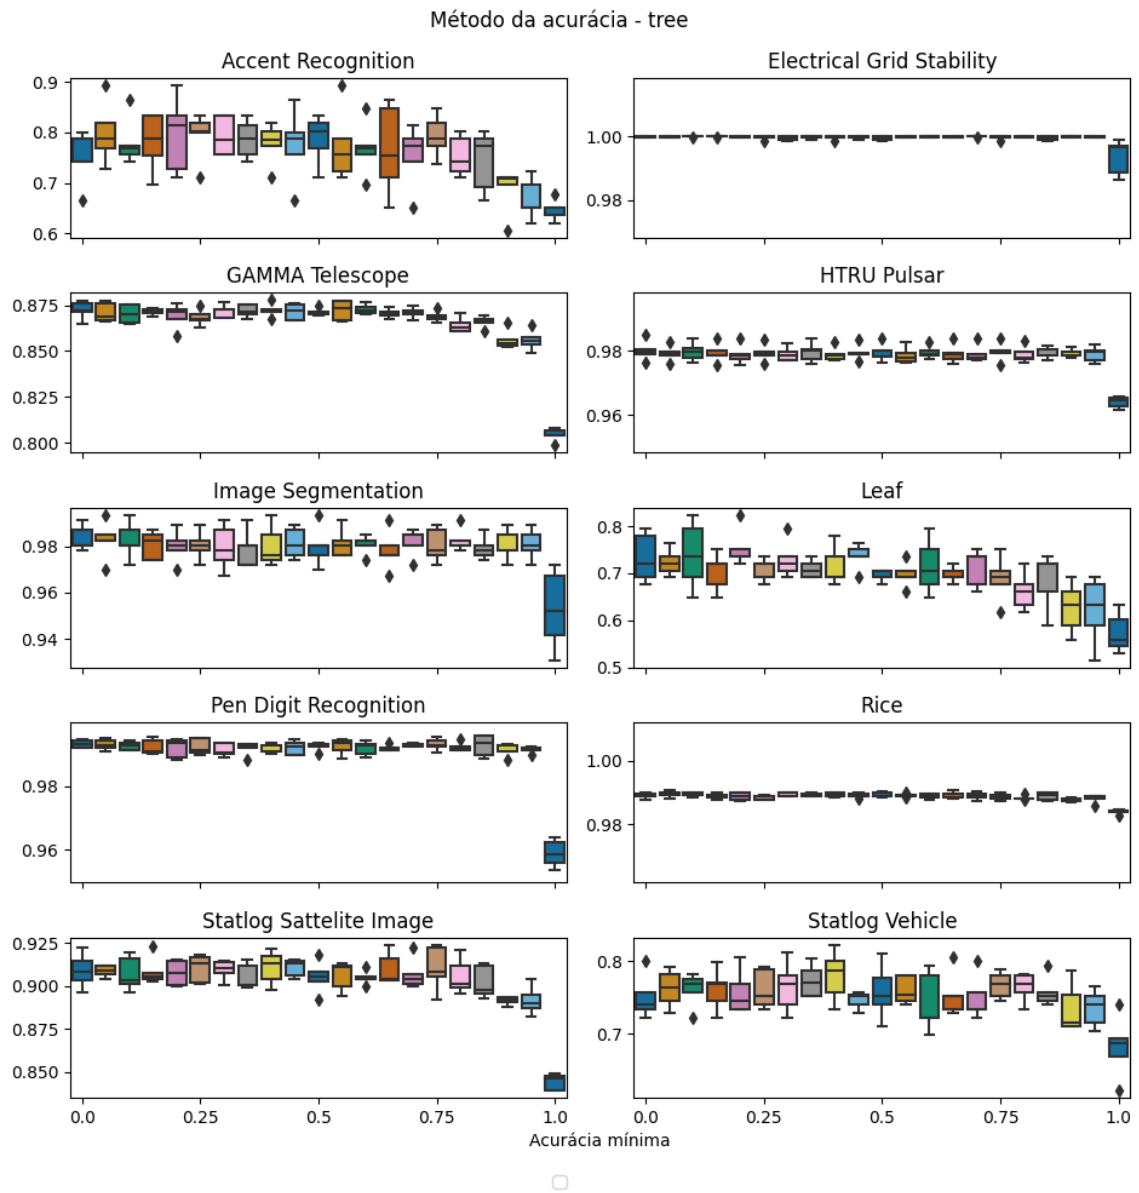 Método da acurácia - tree
Accent Recognition
Electrical Grid Stability
0.9
0.8
0.7
0.6
1.00
0.98
GAMMA Telescope
HTRU Pulsar
0.875
0.850
0.825
0.800
0.98
0.96
Image Segmentation
Leaf
0.98
0.96
0.94
0.8
0.7
0.6
0.5
Pen Digit Recognition
Rice
0.98
0.96
1.00
0.98
Statlog Sattelite Image
Statlog Vehicle
0.925
0.900
0.875
0.850
0.8
0.7
0.0 0.25 0.5 0.75 1.0
0.0 0.25 0.5 0.75 1.0
Acurácia mínima